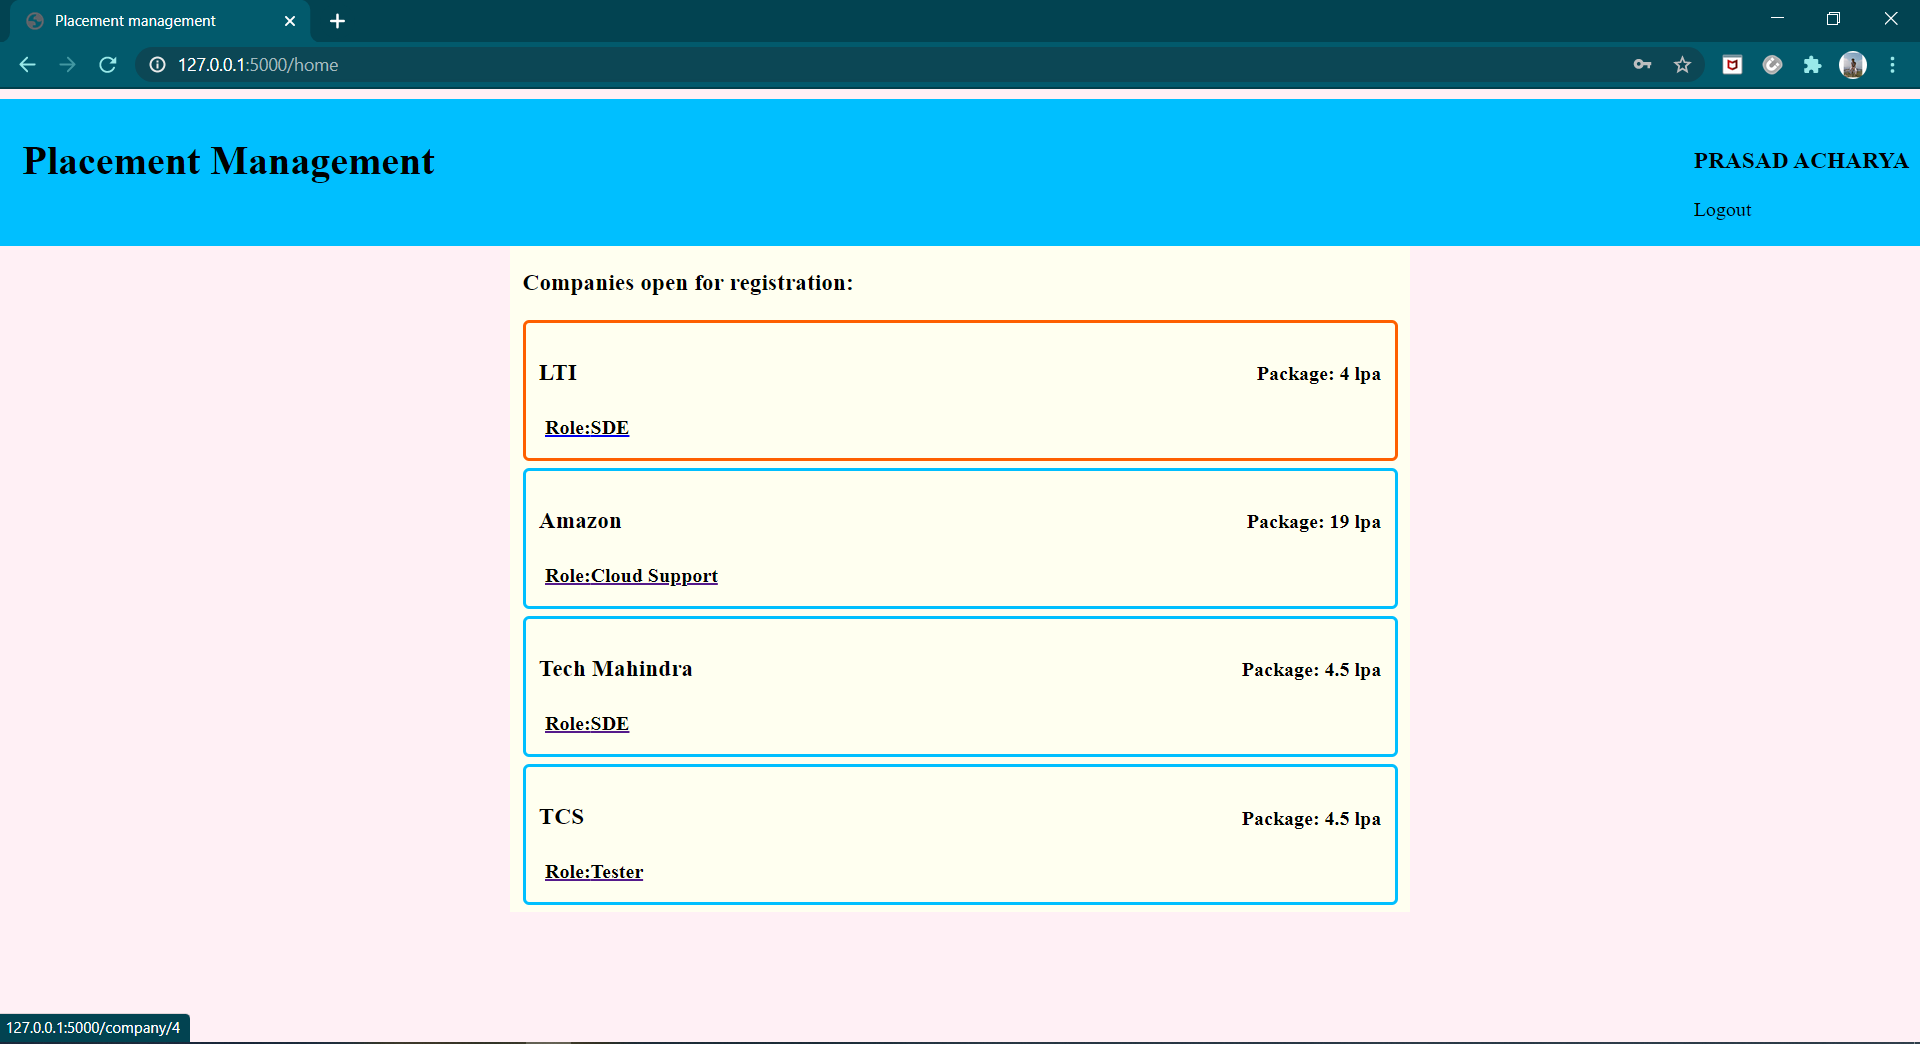 Placement management
127.0.0.1:5000/home
Placement Management
PRASAD ACHARYA
Logout
Companies open for registration:
LTI
Package: 4 lpa
Role:SDE
Amazon
Package: 19 lpa
Role:Cloud Support
Tech Mahindra
Package: 4.5 lpa
Role:SDE
TCS
Package: 4.5 lpa
Role:Tester
127.0.0.1:5000/company/4